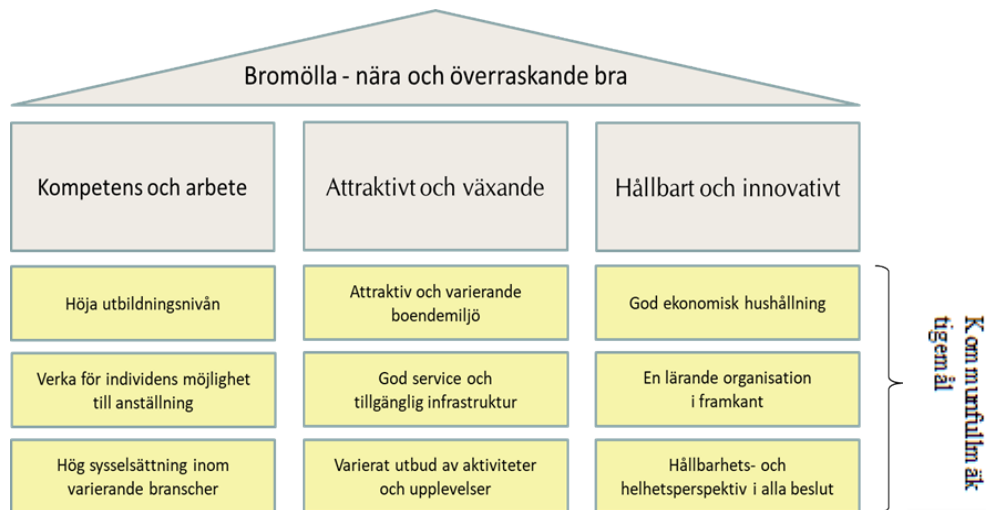 Bromölla - nära och överraskande bra
Kompetens och arbete
Attraktivt och växande
Hållbart och innovativt
Höja utbildningsnivån
Attraktiv och varierande
boendemiljö
God ekonomisk hushållning
Verka för individens möjlighet
till anställning
God service och
tillgänglig infrastruktur
En lärande organisation
i framkant
Hög sysselsättning inom
varierande branscher
Varierat utbud av aktiviteter
och upplevelser
Hållbarhets- och
helhetsperspektiv i alla beslut
Kommunfullmäk
tigemål